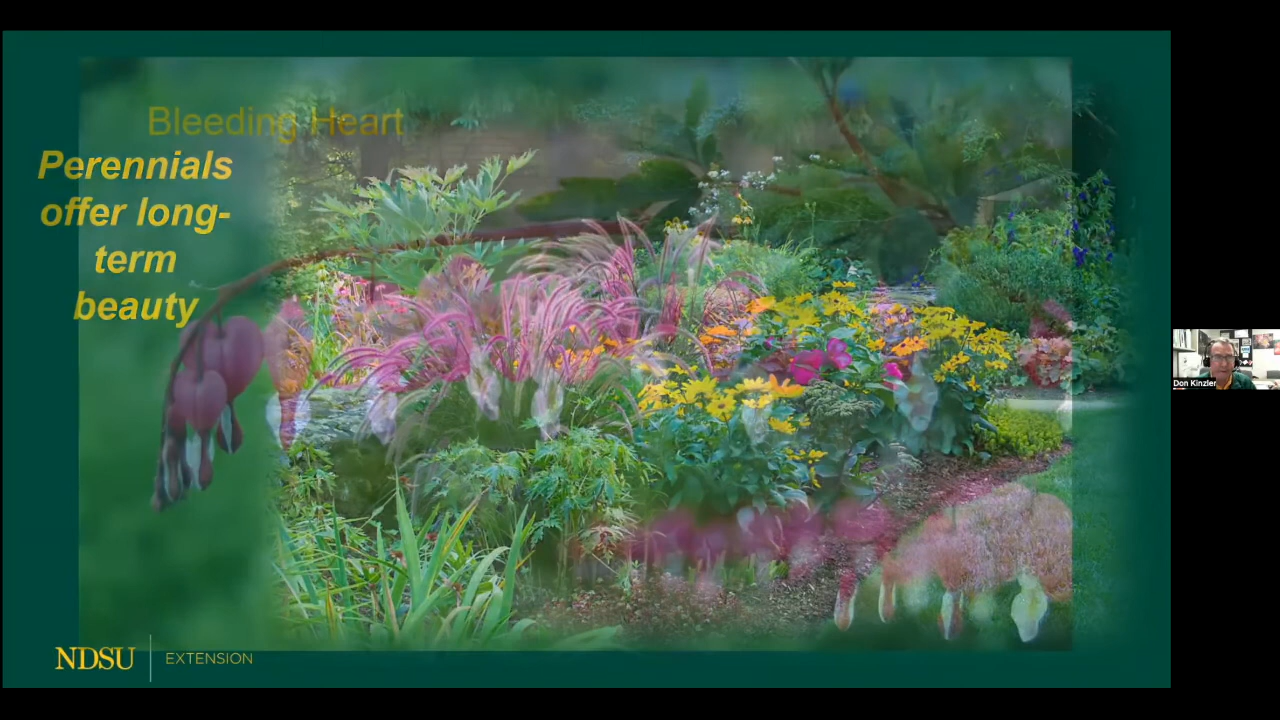 Bleeding Heart
Perennials
offer long-
term
beauty
NDSU EXTENSION
Don Kinzler